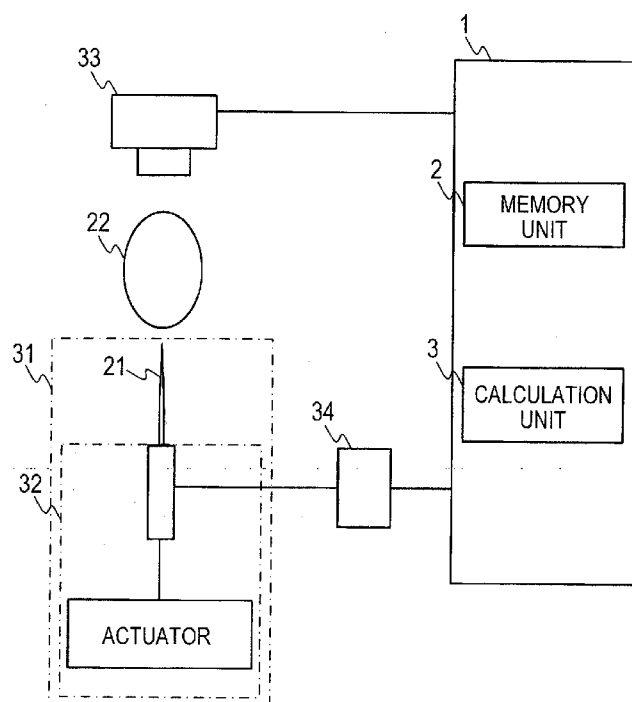 1
33
2
MEMORY
UNIT
22
31
21
3
CALCULATION
UNIT
34
32
ACTUATOR